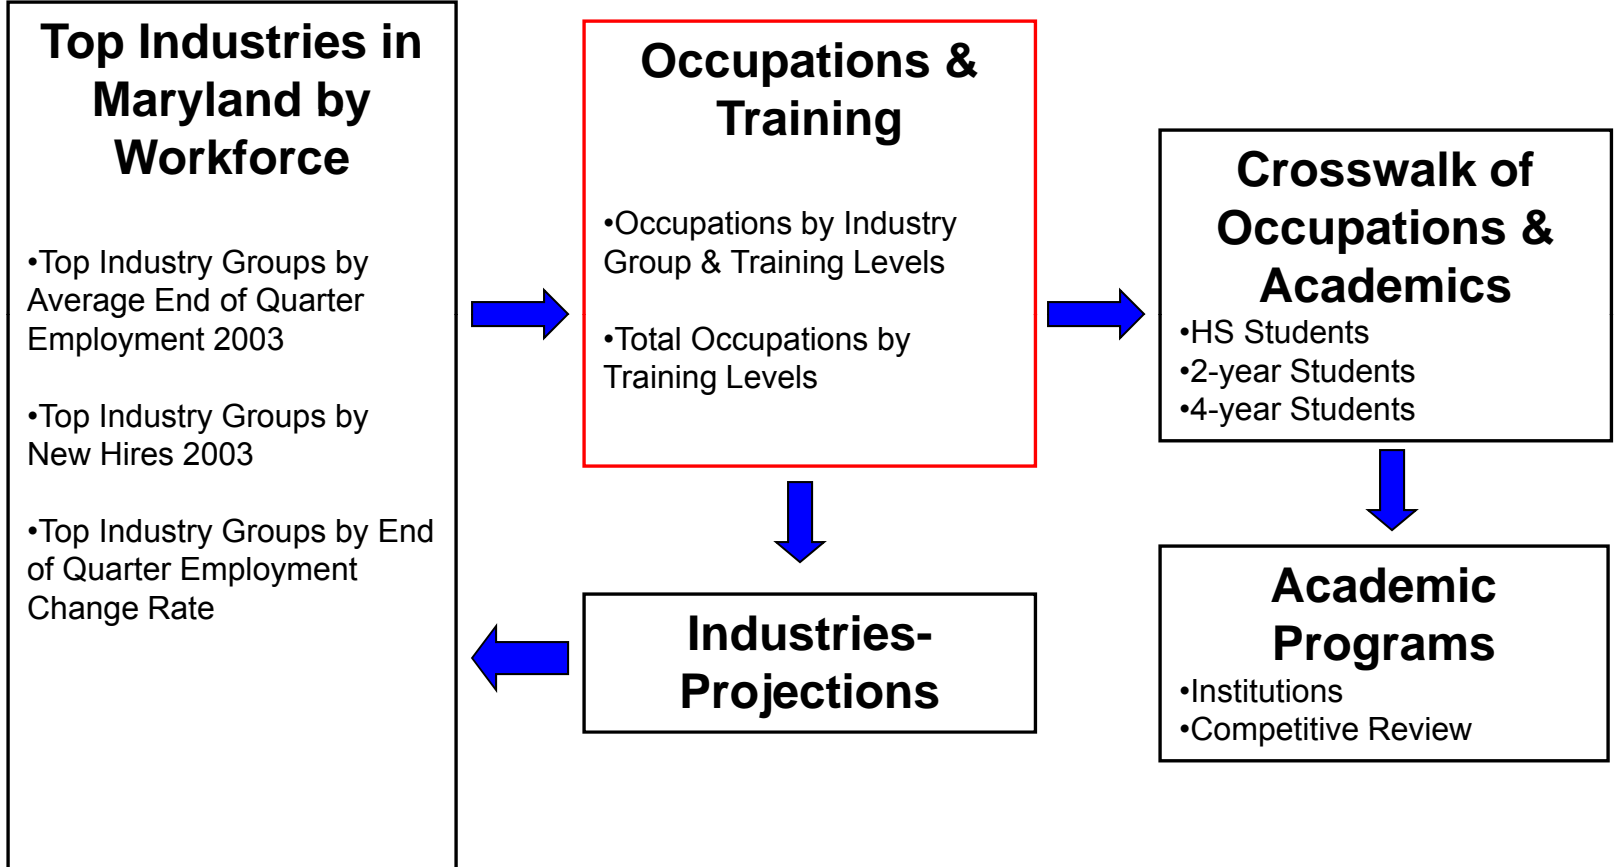 Top Industries in
Maryland by
Workforce
•Top Industry Groups by
Average End of Quarter
Employment 2003
•Top Industry Groups by
New Hires 2003
•Top Industry Groups by End
of Quarter Employment
Change Rate
Occupations &
Training
•Occupations by Industry
Group & Training Levels
•Total Occupations by
Training Levels
Industries-
Projections
Crosswalk of
Occupations &
Academics
•HS Students
•2-year Students
•4-year Students
Academic
Programs
•Institutions
•Competitive Review